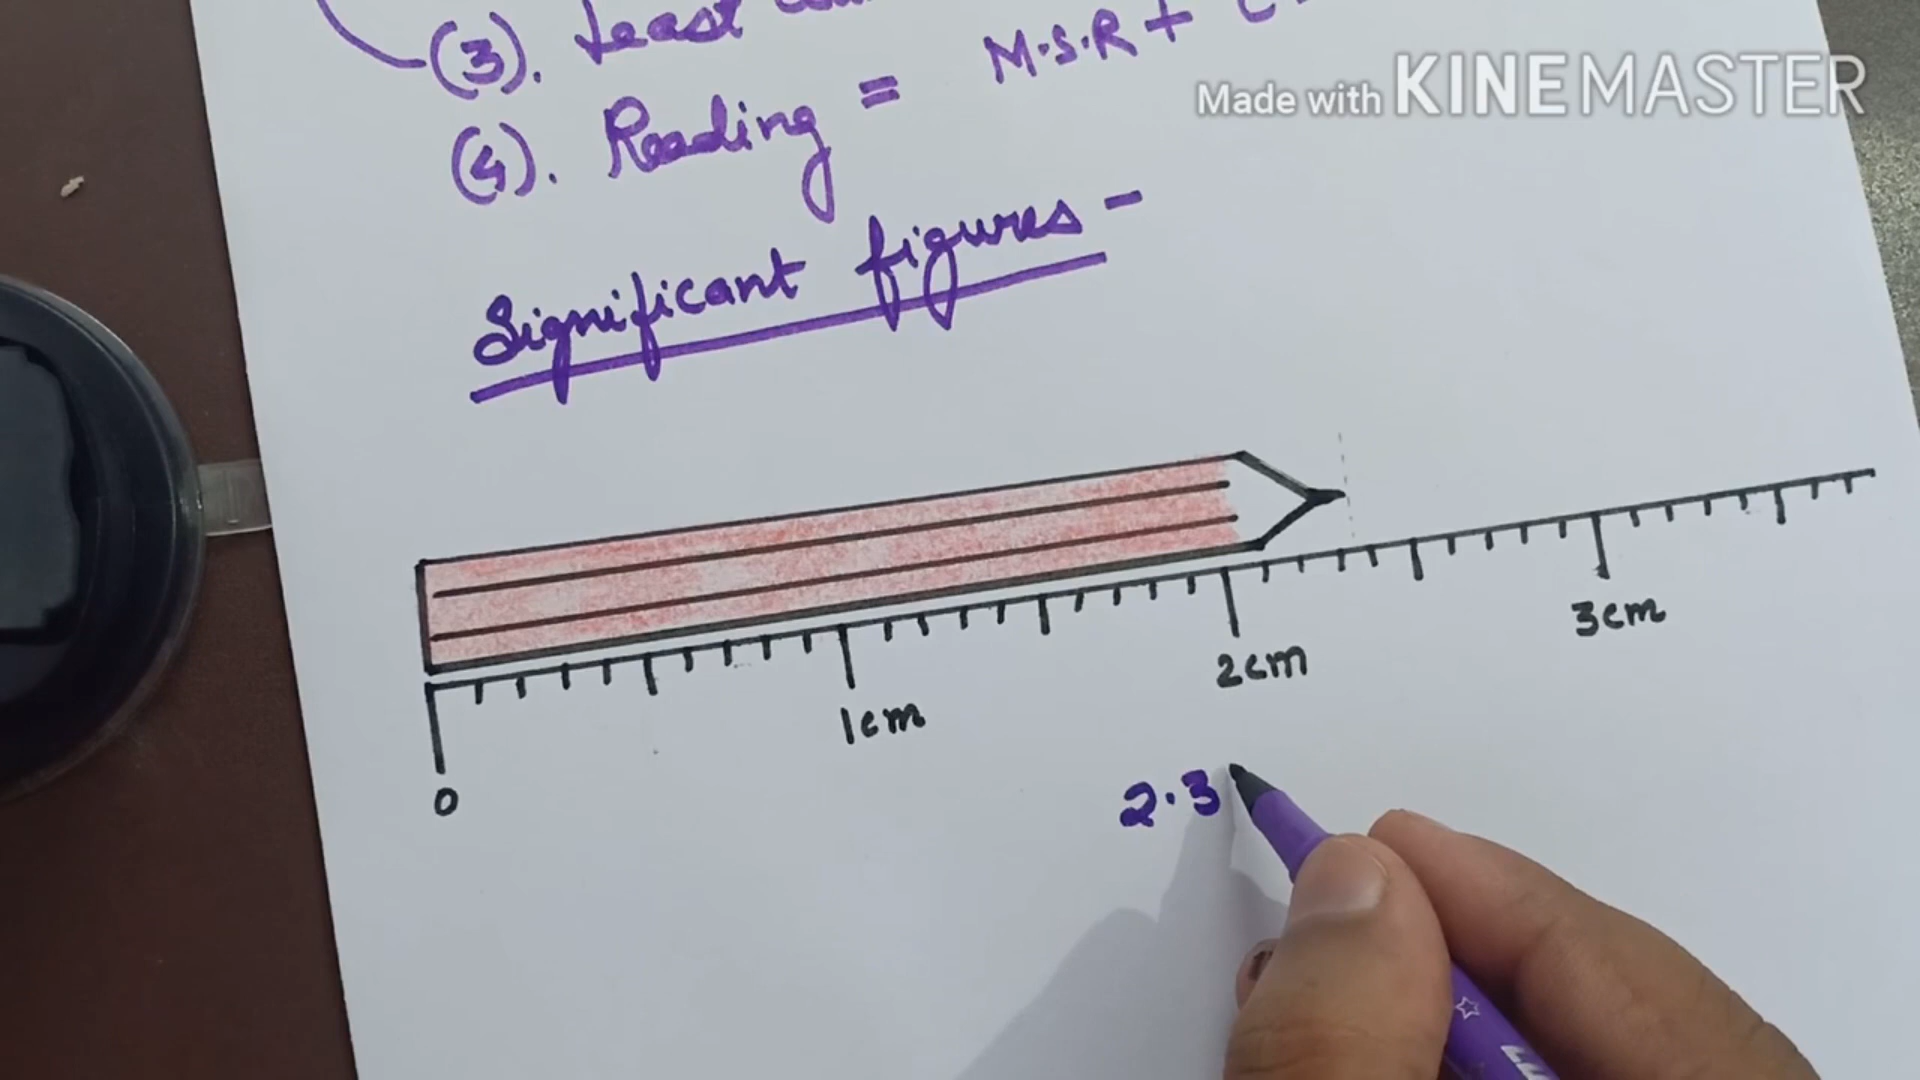 (3). Least
(4). Reading = M.S.R +
Made with KINEMASTER
Significant figures -
0
1cm
2cm
3cm
2.3